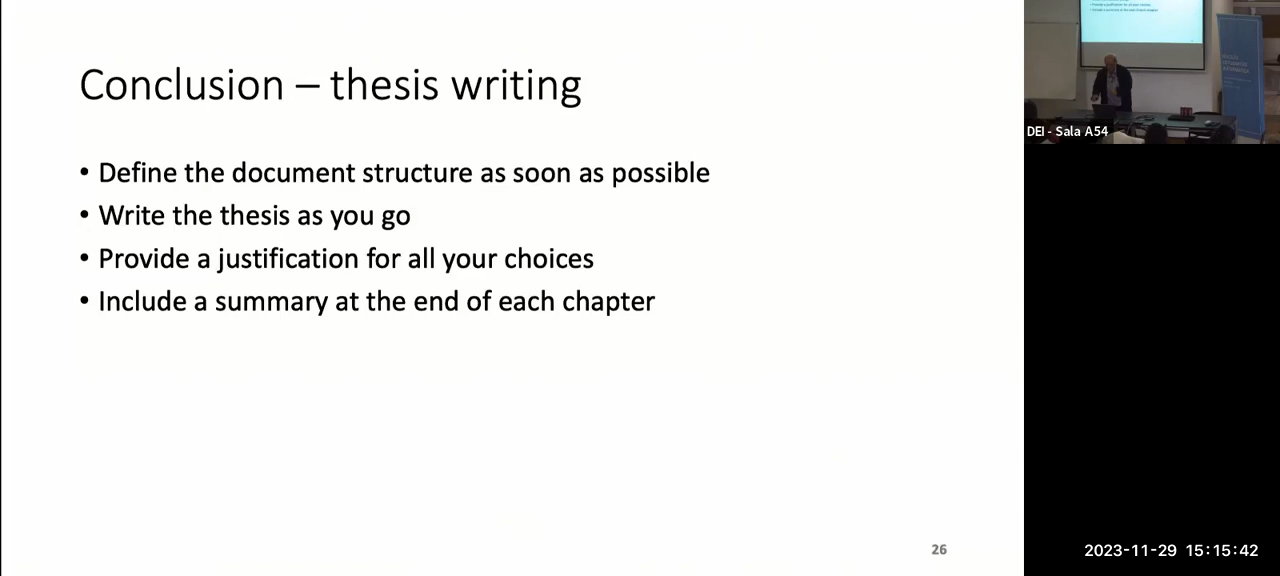 Conclusion – thesis writing
• Define the document structure as soon as possible
• Write the thesis as you go
• Provide a justification for all your choices
• Include a summary at the end of each chapter
26
DEI - Sala A54
2023-11-29 15:15:42